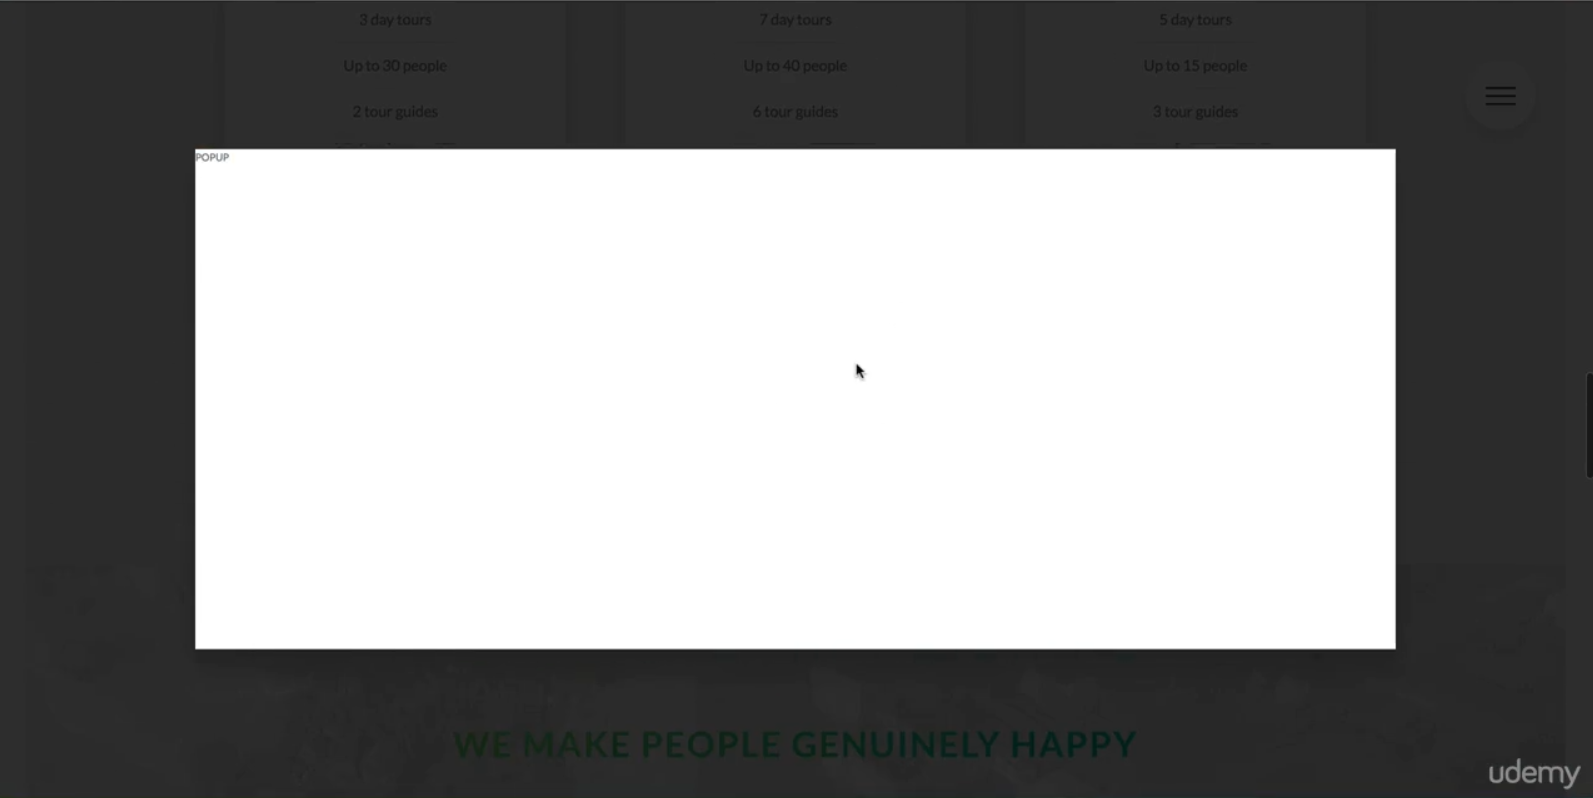 3 day tours
7 day tours
5 day tours
Up to 30 people
Up to 40 people
Up to 15 people
2 tour guides
6 tour guides
3 tour guides
POPUP
WE MAKE PEOPLE GENUINELY HAPPY
udemy